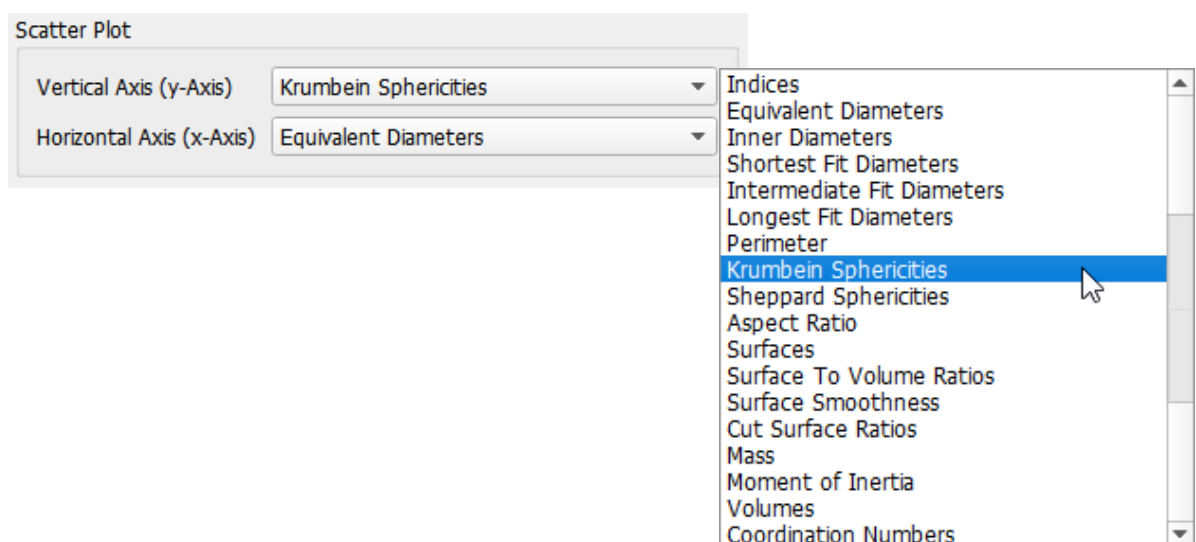 Scatter Plot
Vertical Axis (y-Axis) Krumbein Sphericities
Horizontal Axis (x-Axis) Equivalent Diameters
Indices
Equivalent Diameters
Inner Diameters
Shortest Fit Diameters
Intermediate Fit Diameters
Longest Fit Diameters
Perimeter
Krumbein Sphericities
Sheppard Sphericities
Aspect Ratio
Surfaces
Surface To Volume Ratios
Surface Smoothness
Cut Surface Ratios
Mass
Moment of Inertia
Volumes
Coordination Numbers